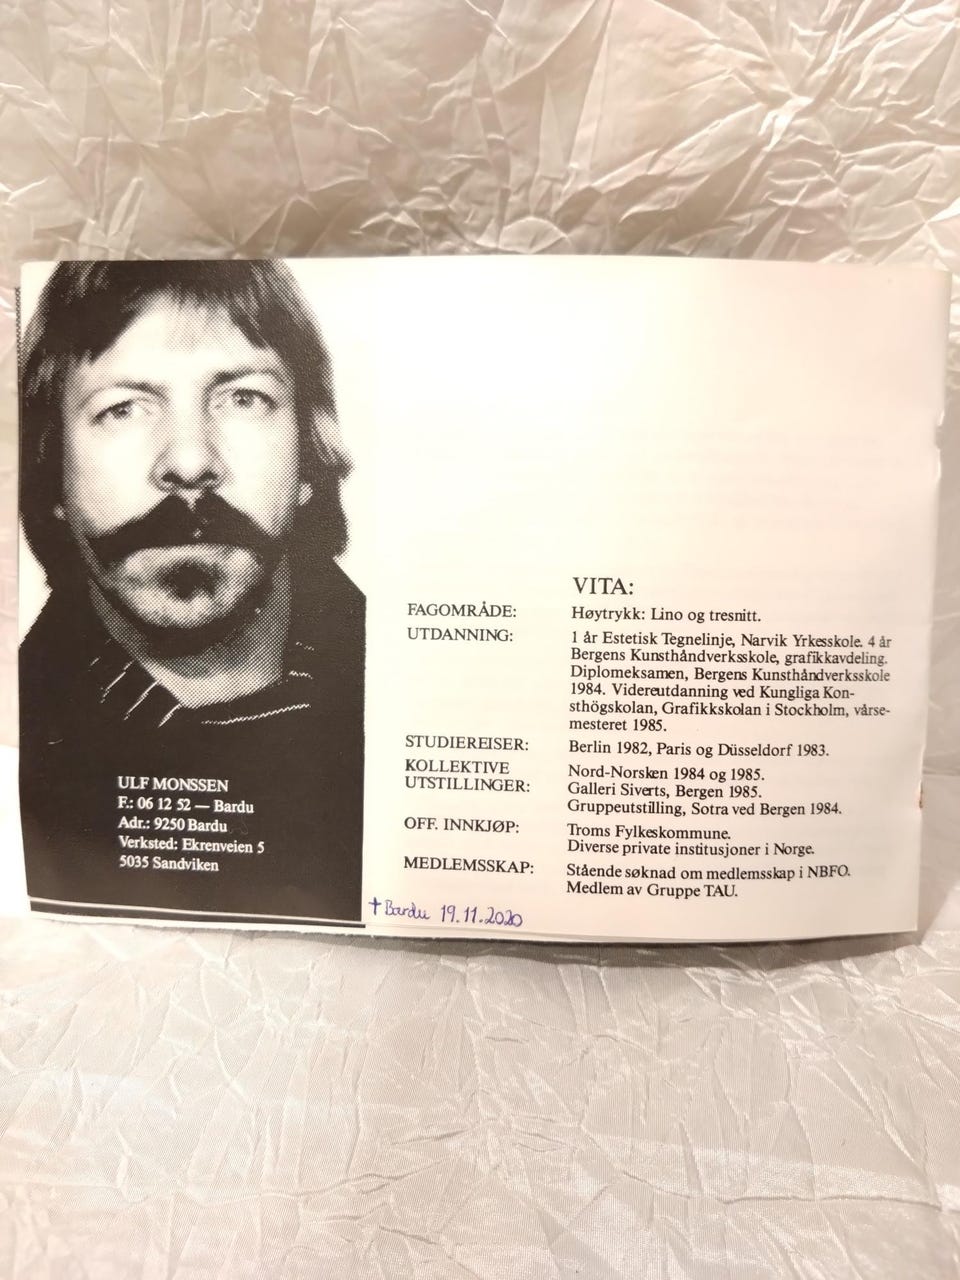 ULF MONSSEN
F.: 06 12 52 — Bardu
Adr.: 9250 Bardu
Verksted: Ekrenveien 5
5035 Sandviken
VITA:
FAGOMRÅDE: Høytrykk: Lino og tresnitt.
UTDANNING: 1 år Estetisk Tegnelinje, Narvik Yrkesskole. 4 år
Bergens Kunsthåndverksskole, grafikkavdeling.
Diplomeksamen, Bergens Kunsthåndverksskole
1984. Videreutdanning ved Kungliga Kon-
sthögskolan, Grafikkskolan i Stockholm, vårse-
mesteret 1985.
STUDIEREISER: Berlin 1982, Paris og Düsseldorf 1983.
KOLLEKTIVE UTSTILLINGER: Nord-Norsken 1984 og 1985.
Galleri Siverts, Bergen 1985.
Gruppeutstilling, Sotra ved Bergen 1984.
OFF. INNKJØP: Troms Fylkeskommune.
Diverse private institusjoner i Norge.
MEDLEMSSKAP: Stående søknad om medlemsskap i NBFO.
Medlem av Gruppe TAU.
† Bardu 19.11.2020